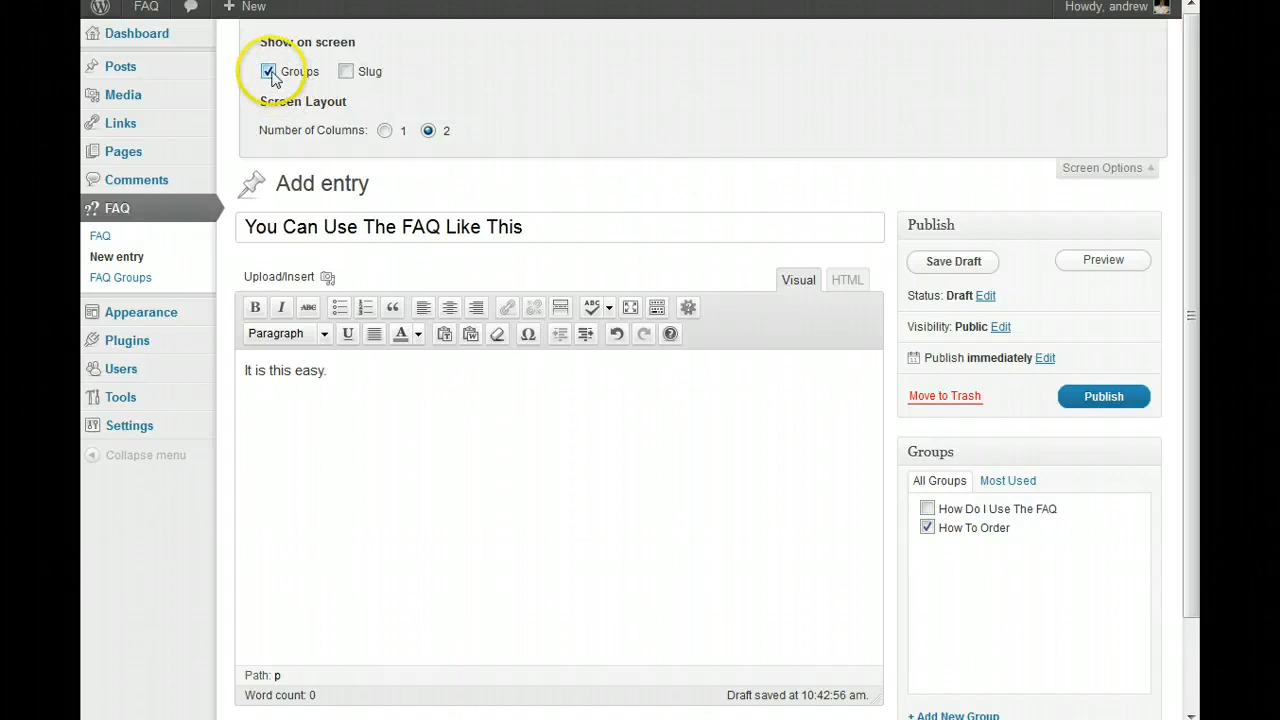 FAQ
New
Howdy, andrew
Dashboard
Posts
Media
Links
Pages
Comments
FAQ
FAQ
New entry
FAQ Groups
Appearance
Plugins
Users
Tools
Settings
Collapse menu
Show on screen
Groups Slug
Screen Layout
Number of Columns: 1 2
Screen Options
Add entry
You Can Use The FAQ Like This
Upload/Insert
Visual HTML
B I ABC ABC
Paragraph U A Ω
It is this easy.
Path: p
Word count: 0 Draft saved at 10:42:56 am.
Publish
Save Draft Preview
Status: Draft Edit
Visibility: Public Edit
Publish immediately Edit
Move to Trash Publish
Groups
All Groups Most Used
How Do I Use The FAQ
How To Order
+ Add New Group